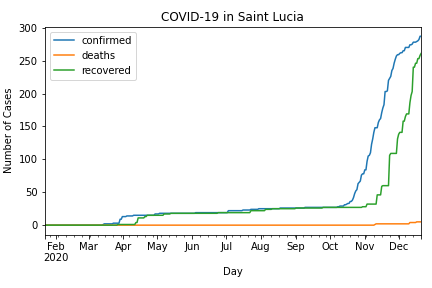 COVID-19 in Saint Lucia
confirmed
deaths
recovered
Number of Cases
300
250
200
150
100
50
0
Feb Mar Apr May Jun Jul Aug Sep Oct Nov Dec
2020
Day